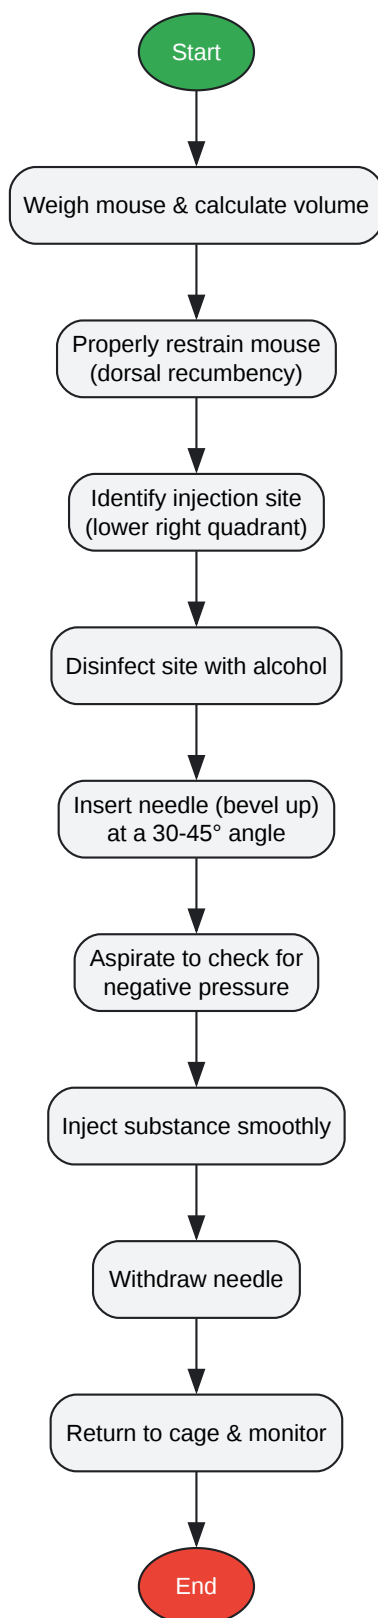 Start
Weigh mouse & calculate volume
Properly restrain mouse
(dorsal recumbency)
Identify injection site
(lower right quadrant)
Disinfect site with alcohol
Insert needle (bevel up)
at a 30-45° angle
Aspirate to check for
negative pressure
Inject substance smoothly
Withdraw needle
Return to cage & monitor
End